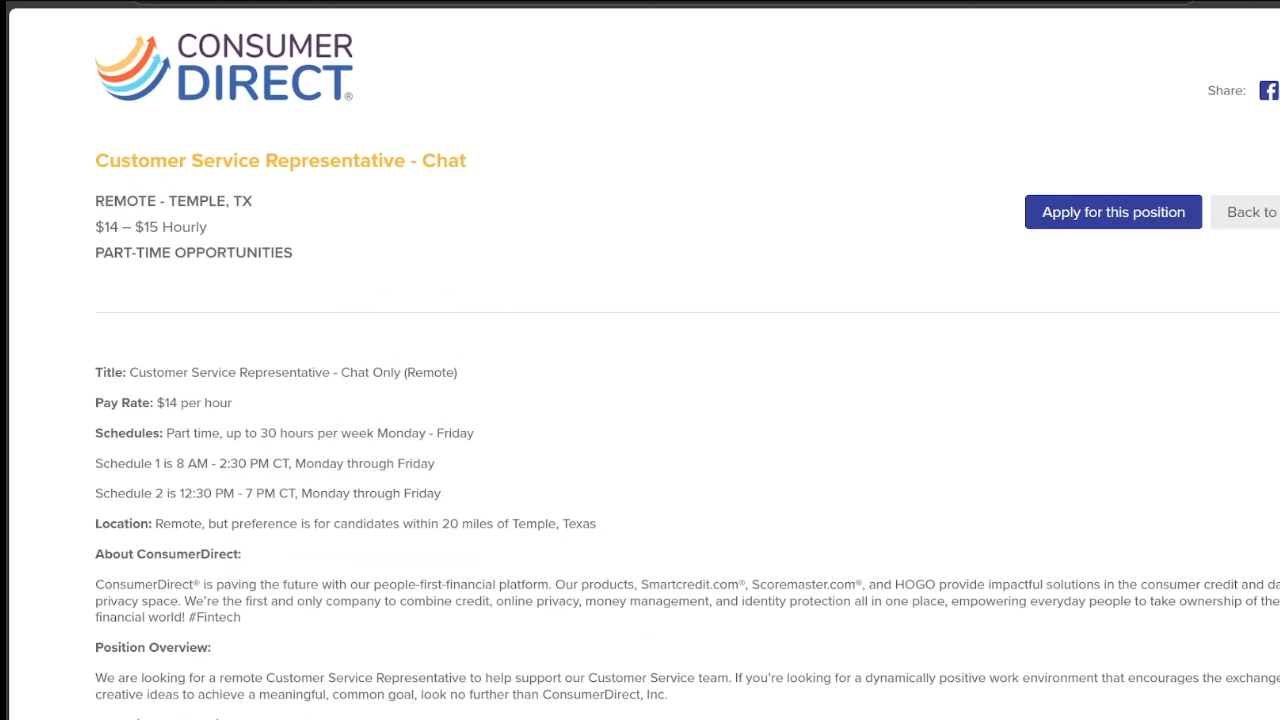 CONSUMER
DIRECT®
Share:
Customer Service Representative - Chat
REMOTE - TEMPLE, TX
$14 – $15 Hourly
PART-TIME OPPORTUNITIES
Apply for this position
Back to
Title: Customer Service Representative - Chat Only (Remote)
Pay Rate: $14 per hour
Schedules: Part time, up to 30 hours per week Monday - Friday
Schedule 1 is 8 AM - 2:30 PM CT, Monday through Friday
Schedule 2 is 12:30 PM - 7 PM CT, Monday through Friday
Location: Remote, but preference is for candidates within 20 miles of Temple, Texas
About ConsumerDirect:
ConsumerDirect® is paving the future with our people-first-financial platform. Our products, Smartcredit.com®, Scoremaster.com®, and HOGO provide impactful solutions in the consumer credit and da
privacy space. We're the first and only company to combine credit, online privacy, money management, and identity protection all in one place, empowering everyday people to take ownership of the
financial world! #Fintech
Position Overview:
We are looking for a remote Customer Service Representative to help support our Customer Service team. If you're looking for a dynamically positive work environment that encourages the exchange
creative ideas to achieve a meaningful, common goal, look no further than ConsumerDirect, Inc.